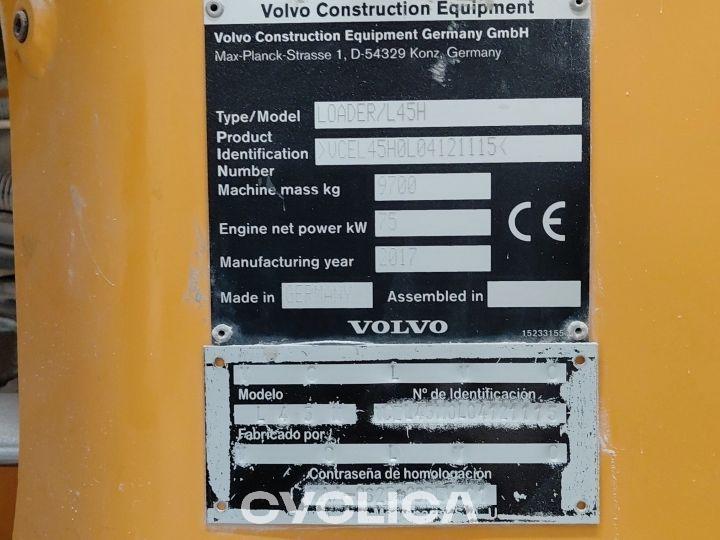 Volvo Construction Equipment
Volvo Construction Equipment Germany GmbH
Max-Planck-Strasse 1, D-54329 Konz, Germany
Type/Model LOADER/L45H
Product
Identification >VCEL45H0L04121115<
Number
Machine mass kg 9700
Engine net power kW 75
CE
Manufacturing year 2017
Made in GERMANY Assembled in
VOLVO
15233155
V O L V O
Modelo Nº de Identificación
L 4 5 H
Fabricado por
V O L V O
Contraseña de homologación
CYCLICA